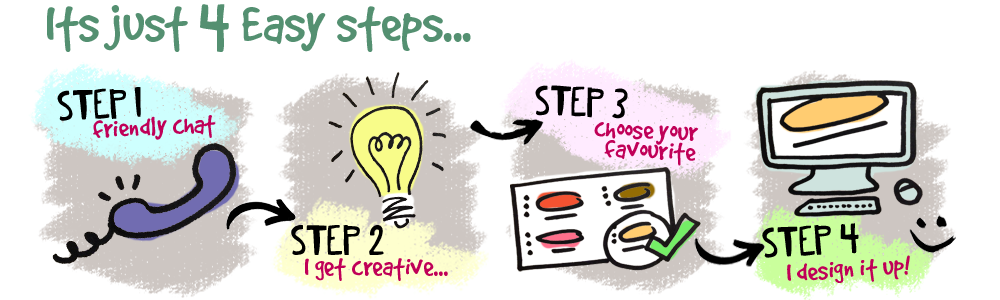 Its just 4 Easy steps...
STEP 1
friendly chat
STEP 2
I get creative...
STEP 3
Choose your
favourite
STEP 4
I design it up!